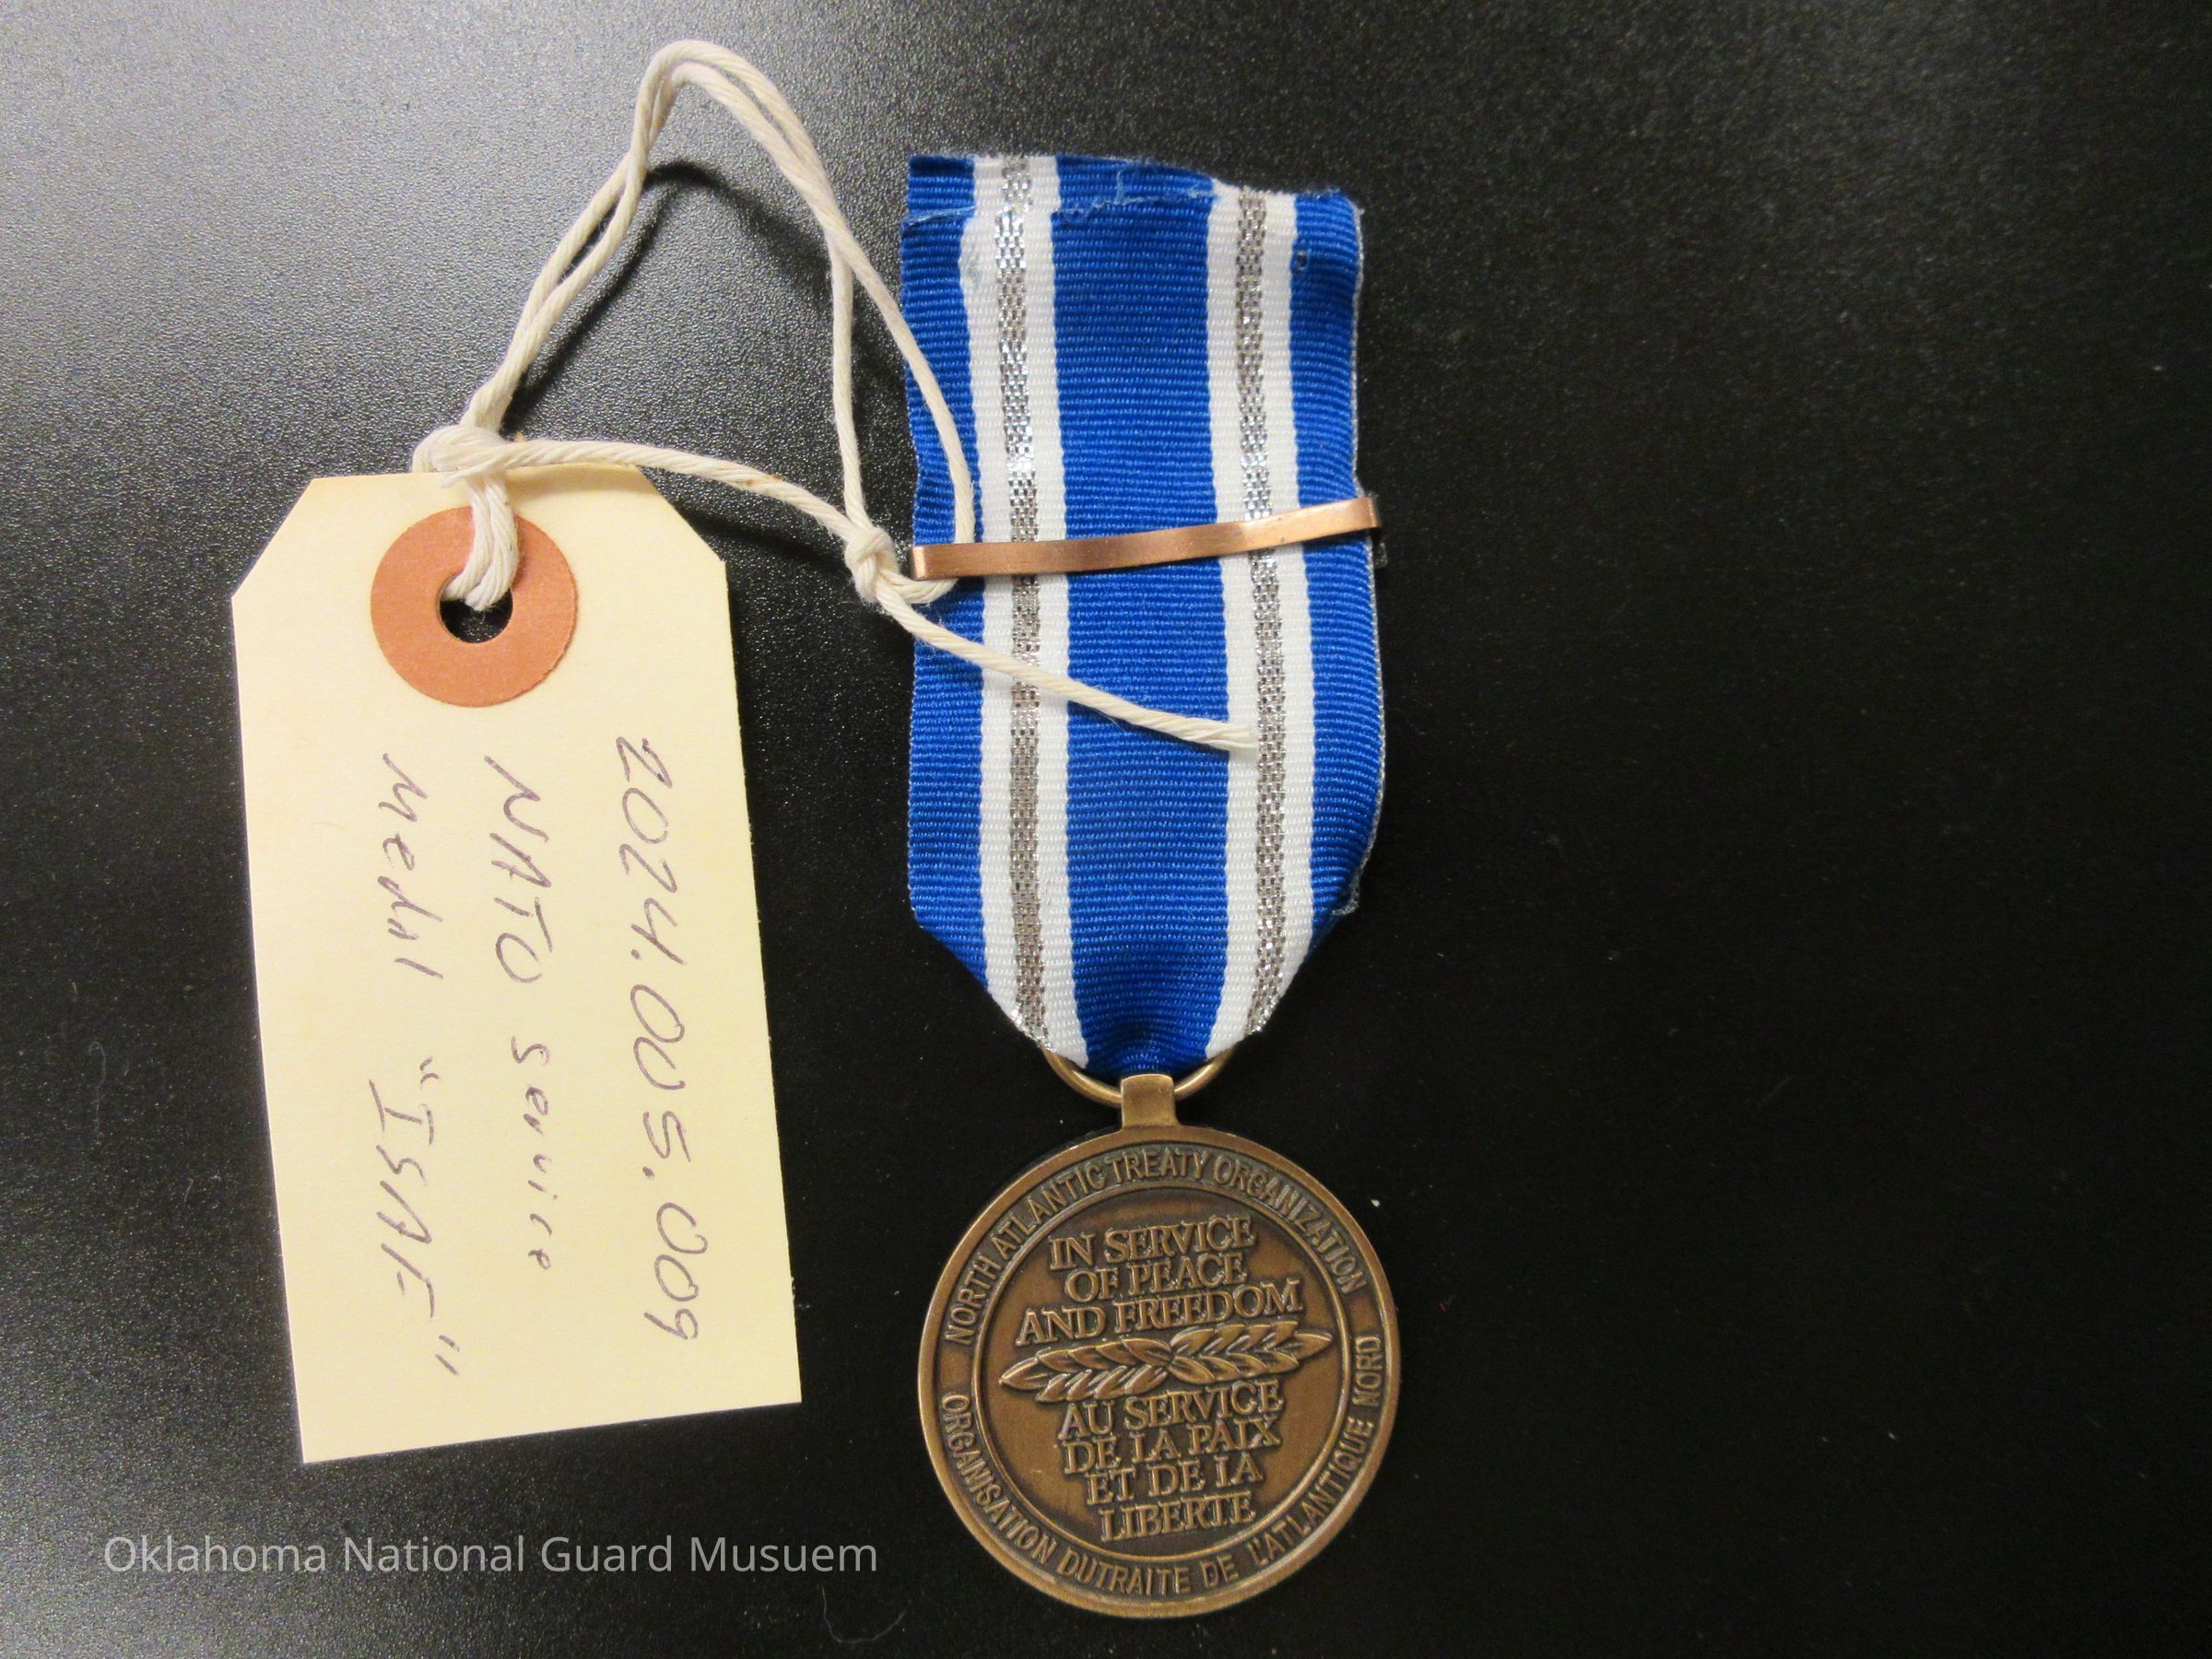 2024.005.009
NATO Service
Medal "ISAF"
NORTH ATLANTIC TREATY ORGANIZATION
IN SERVICE
OF PEACE
AND FREEDOM
AU SERVICE
DE LA PAIX
ET DE LA
LIBERTE
ORGANISATION DUTRAITE DE L'ATLANTIQUE NORD
Oklahoma National Guard Musuem